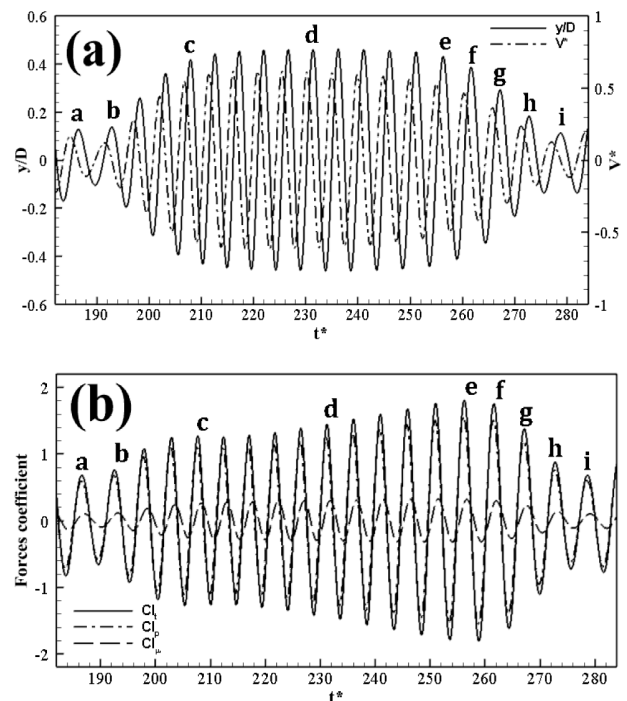 (a)
y/D
V*
a b c d e f g h i
0.6 0.4 0.2 0 -0.2 -0.4 -0.6
y/D
1 0.5 0 -0.5 -1
V*
190 200 210 220 230 240 250 260 270 280
t*
(b)
a b c d e f g h i
2 1 0 -1 -2
Forces coefficient
Cl_t
Cl_p
Cl_μ
190 200 210 220 230 240 250 260 270 280
t*